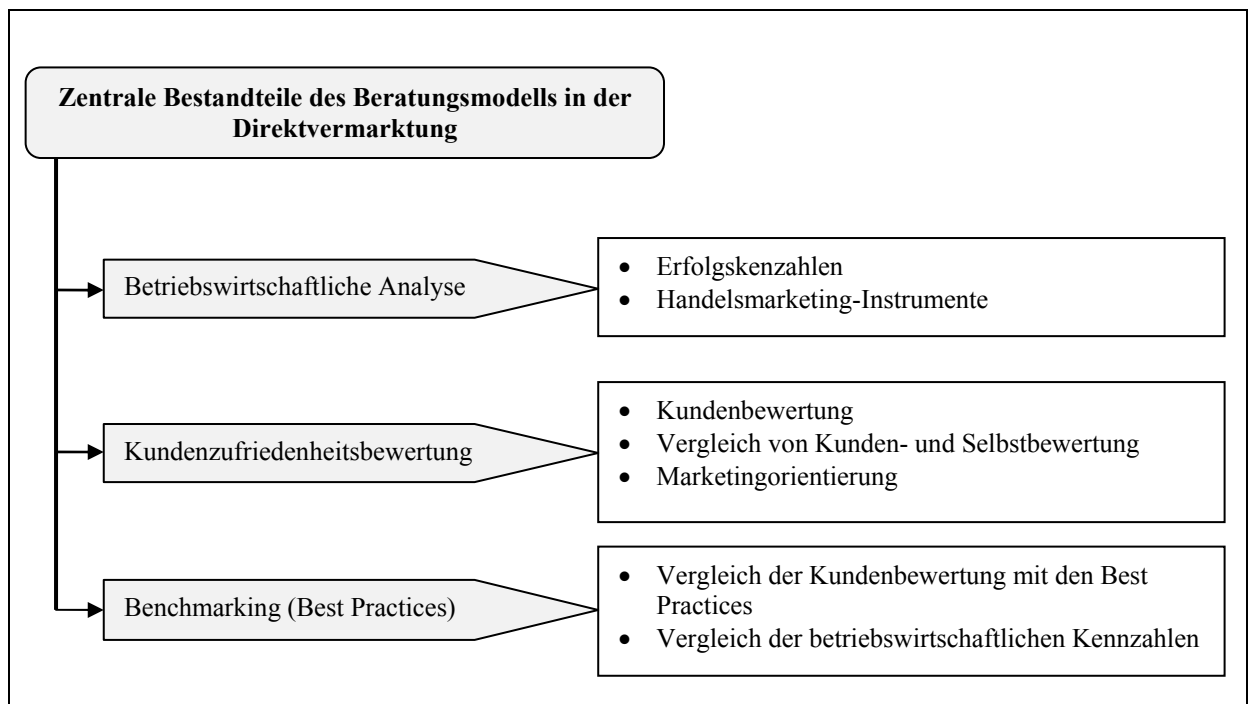 Zentrale Bestandteile des Beratungsmodells in der
Direktvermarktung
Betriebswirtschaftliche Analyse
• Erfolgskenzahlen
• Handelsmarketing-Instrumente
Kundenzufriedenheitsbewertung
• Kundenbewertung
• Vergleich von Kunden- und Selbstbewertung
• Marketingorientierung
Benchmarking (Best Practices)
• Vergleich der Kundenbewertung mit den Best
Practices
• Vergleich der betriebswirtschaftlichen Kennzahlen